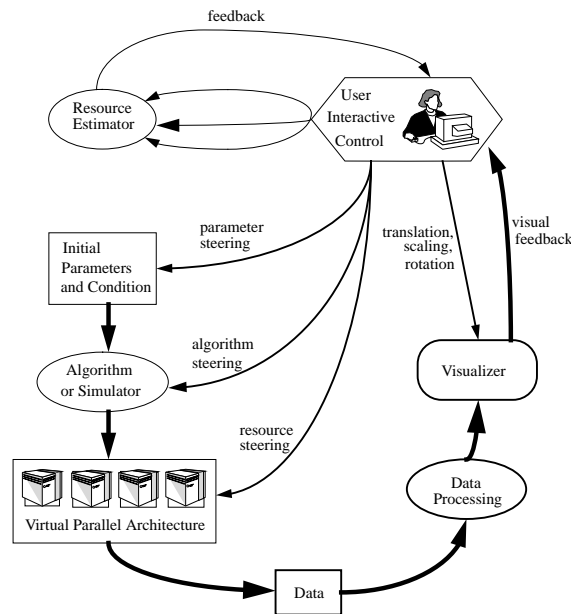 feedback
Resource
Estimator
User
Interactive
Control
parameter
steering
translation,
scaling,
rotation
visual
feedback
Initial
Parameters
and Condition
algorithm
steering
Algorithm
or Simulator
Visualizer
resource
steering
Data
Processing
Virtual Parallel Architecture
Data